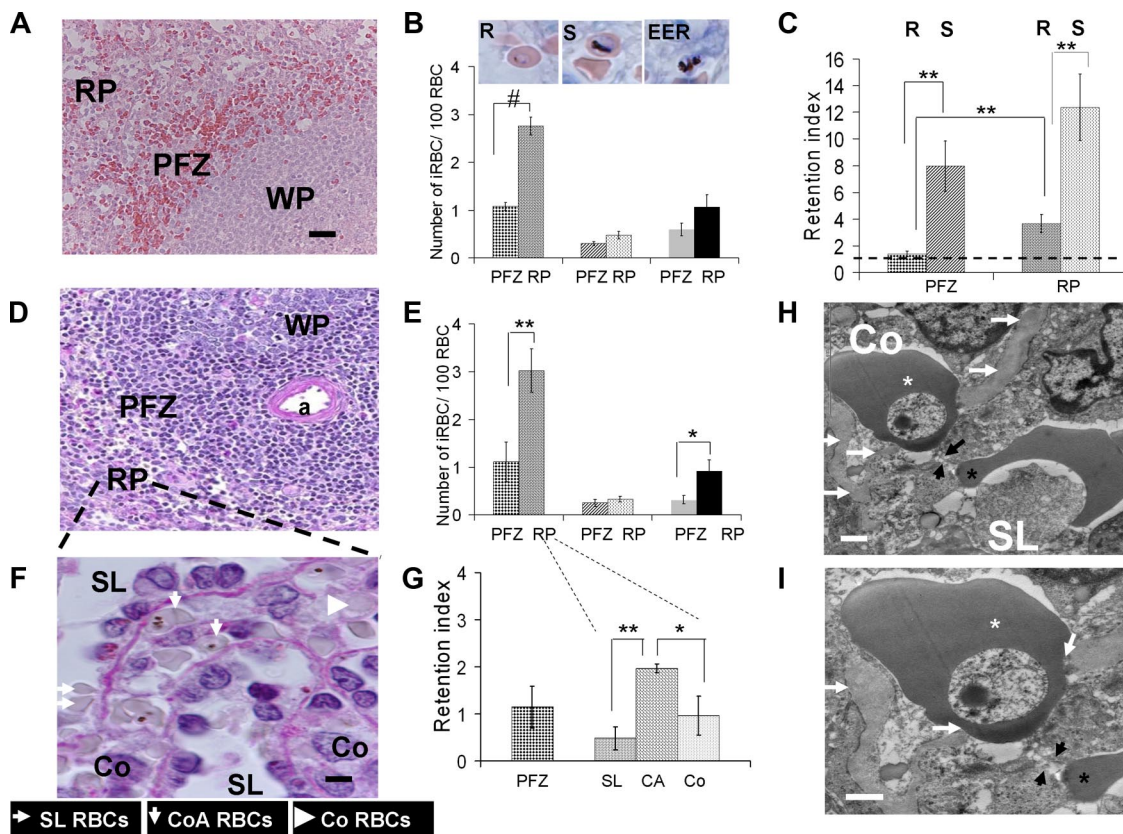 A
RP
PFZ
WP
B
R
S
EER
Number of iRBC/ 100 RBC
4
3
2
1
0
#
PFZ RP
PFZ RP
PFZ RP
C
R S
R S
**
**
**
Retention index
16
14
12
10
8
6
4
2
0
PFZ
RP
D
WP
PFZ
a
RP
E
Number of iRBC/ 100 RBC
4
3
2
1
0
**
*
PFZ RP
PFZ RP
PFZ RP
F
SL
Co
Co
SL
SL RBCs
CoA RBCs
Co RBCs
G
Retention index
4
3
2
1
0
**
*
PFZ
SL
CA
Co
H
Co
*
*
SL
I
*
*